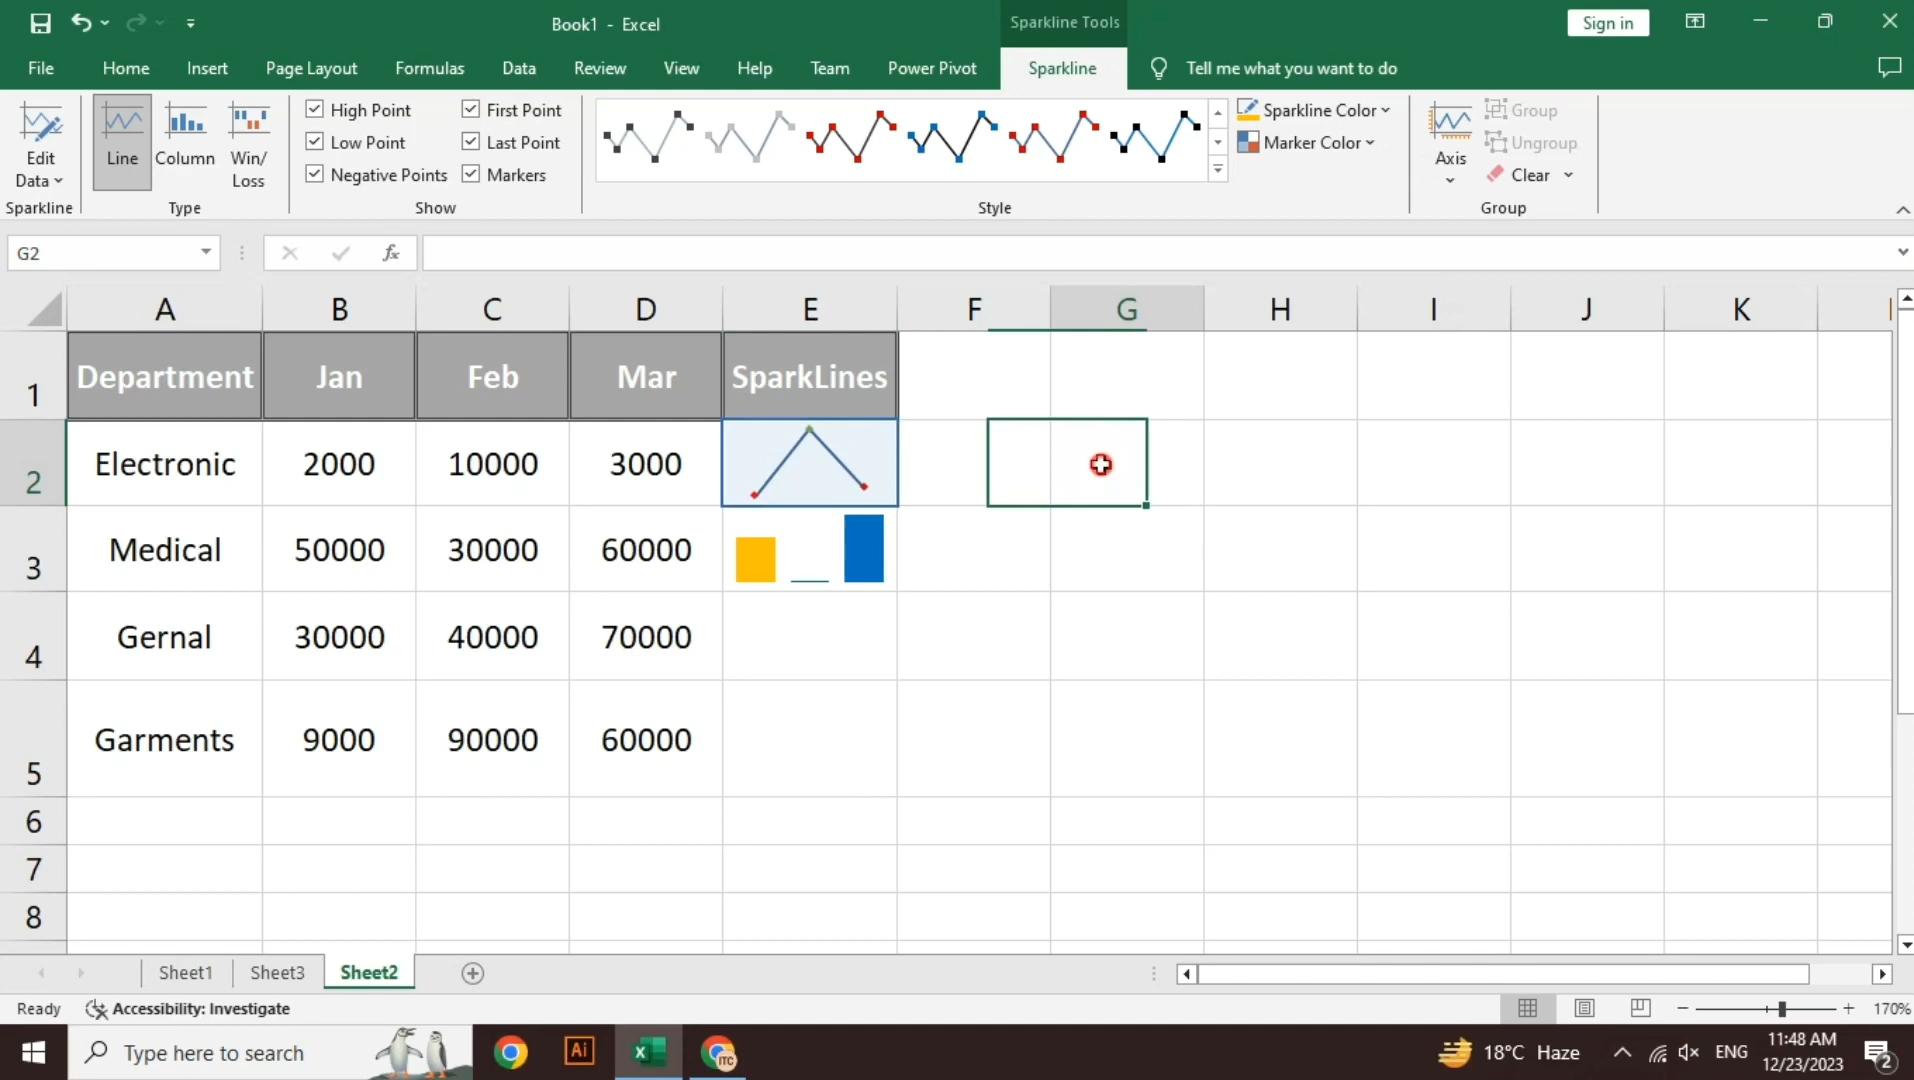 Book1 - Excel
Sparkline Tools
Sign in
File Home Insert Page Layout Formulas Data Review View Help Team Power Pivot Sparkline Tell me what you want to do
Edit Data
Line
Column
Win/ Loss
High Point
First Point
Low Point
Last Point
Negative Points
Markers
Sparkline Color
Marker Color
Axis
Group
Ungroup
Clear
Sparkline Type Show Style Group
G2
fx
A B C D E F G H I J K
1 Department Jan Feb Mar SparkLines
2 Electronic 2000 10000 3000
3 Medical 50000 30000 60000
4 Gernal 30000 40000 70000
5 Garments 9000 90000 60000
6
7
8
Sheet1 Sheet3 Sheet2
Ready Accessibility: Investigate 170%
Type here to search
Ai
X
ITC
18°C Haze
ENG
11:48 AM
12/23/2023
2